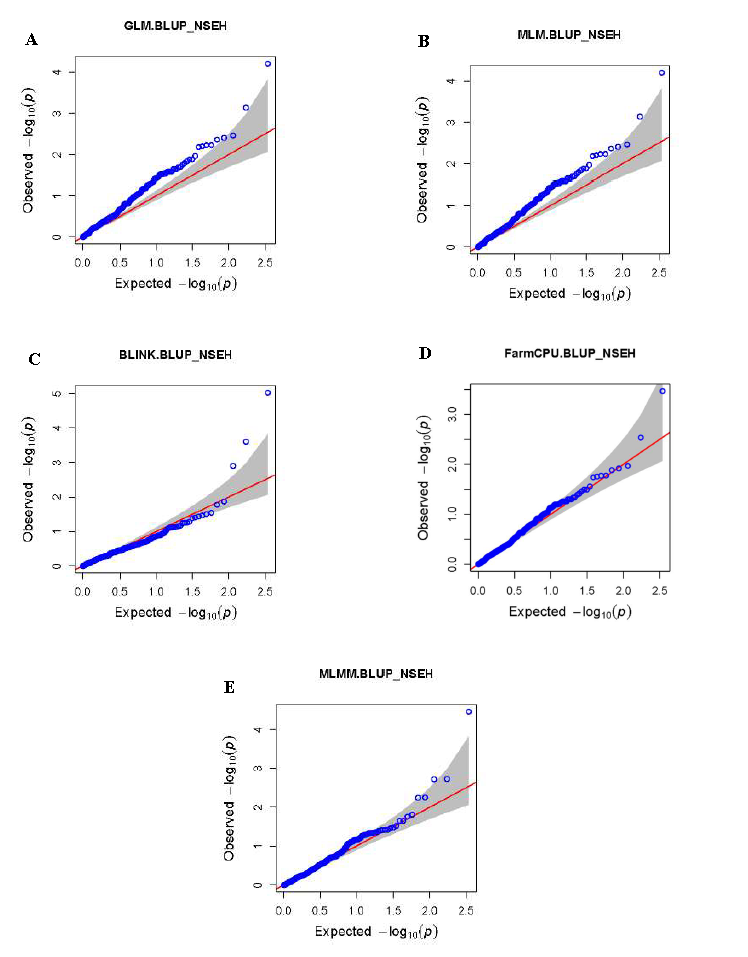 A
GLM.BLUP_NSEH
Observed −log10(p)
4
3
2
1
0
0.0 0.5 1.0 1.5 2.0 2.5
Expected −log10(p)
B
MLM.BLUP_NSEH
Observed −log10(p)
4
3
2
1
0
0.0 0.5 1.0 1.5 2.0 2.5
Expected −log10(p)
C
BLINK.BLUP_NSEH
Observed −log10(p)
5
4
3
2
1
0
0.0 0.5 1.0 1.5 2.0 2.5
Expected −log10(p)
D
FarmCPU.BLUP_NSEH
Observed −log10(p)
3.0
2.0
1.0
0.0
0.0 0.5 1.0 1.5 2.0 2.5
Expected −log10(p)
E
MLMM.BLUP_NSEH
Observed −log10(p)
4
3
2
1
0
0.0 0.5 1.0 1.5 2.0 2.5
Expected −log10(p)